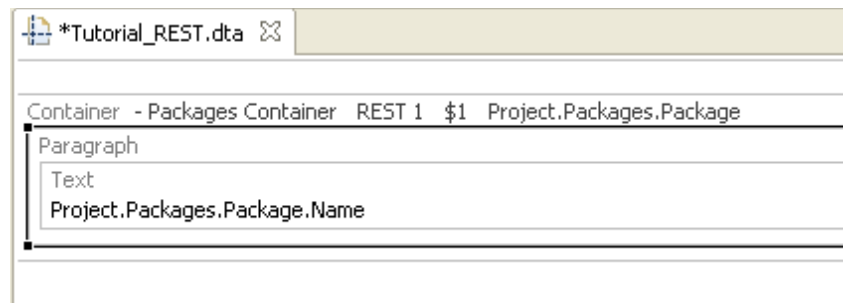 *Tutorial_REST.dta
Container - Packages Container REST 1 $1 Project.Packages.Package
Paragraph
Text
Project.Packages.Package.Name